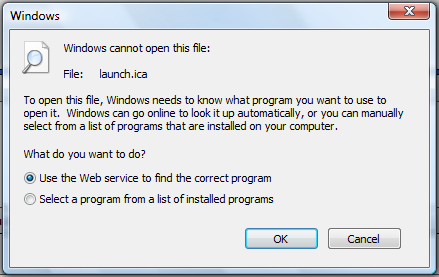 Windows
Windows cannot open this file:
File: launch.ica
To open this file, Windows needs to know what program you want to use to
open it. Windows can go online to look it up automatically, or you can manually
select from a list of programs that are installed on your computer.
What do you want to do?
Use the Web service to find the correct program
Select a program from a list of installed programs
OK Cancel